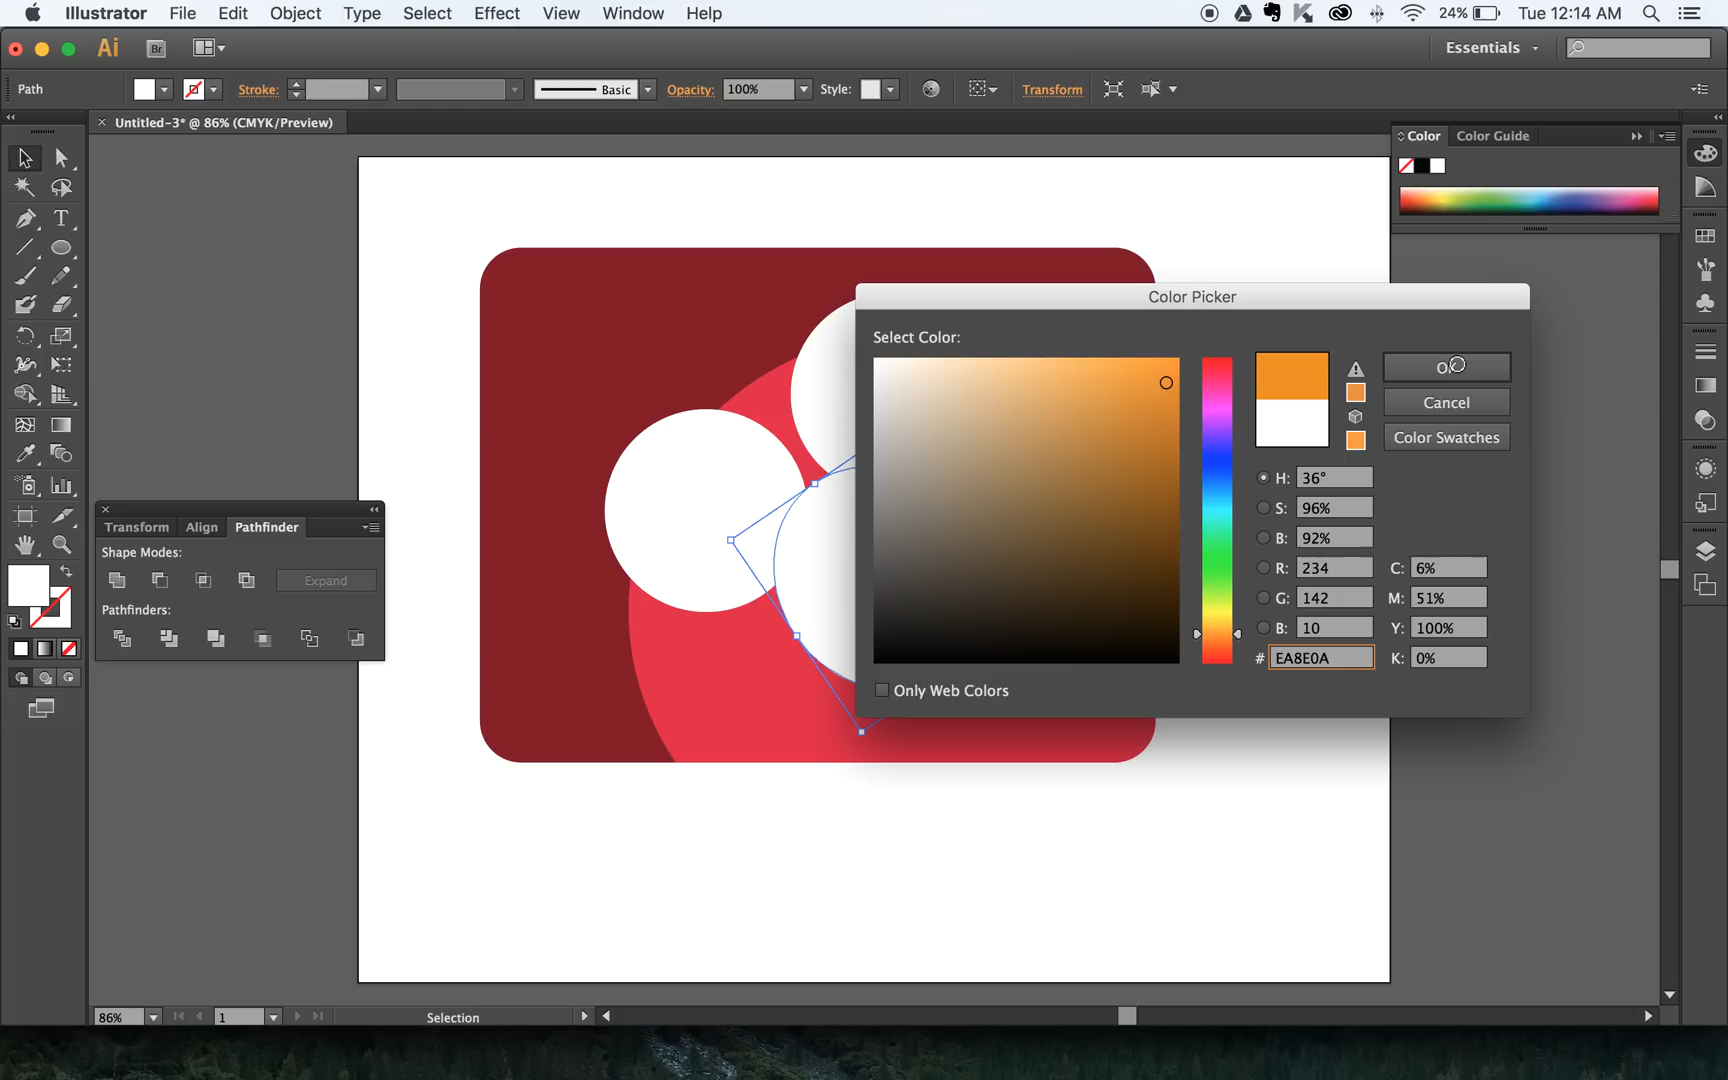 Illustrator File Edit Object Type Select Effect View Window Help 24% Tue 12:14 AM
Ai Br Essentials
Path Stroke: Basic Opacity: 100% Style: Transform
× Untitled-3* @ 86% (CMYK/Preview)
Color Color Guide
Color Picker
Select Color:
Cancel
Color Swatches
H: 36°
S: 96%
B: 92%
R: 234 C: 6%
G: 142 M: 51%
B: 10 Y: 100%
# EA8E0A K: 0%
Only Web Colors
Transform Align Pathfinder
Shape Modes:
Expand
Pathfinders:
86% 1 Selection